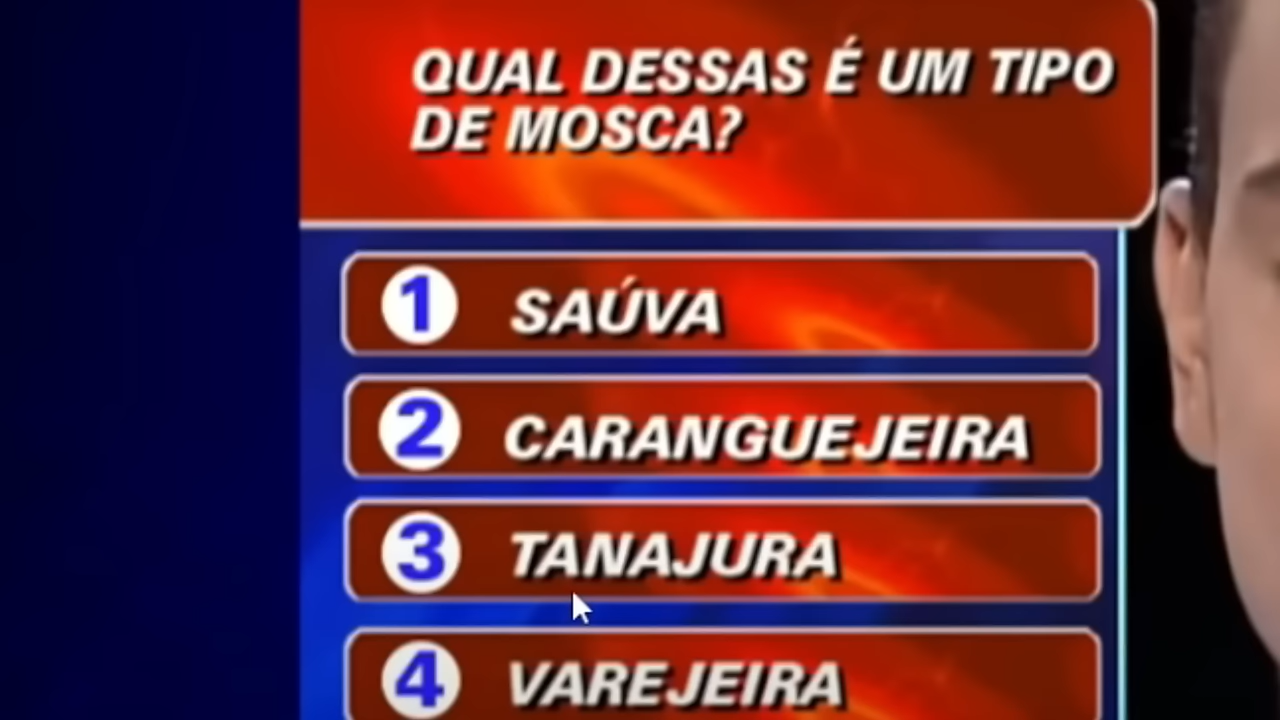 QUAL DESSAS É UM TIPO
DE MOSCA?
1 SAÚVA
2 CARANGUEJEIRA
3 TANAJURA
4 VAREJEIRA